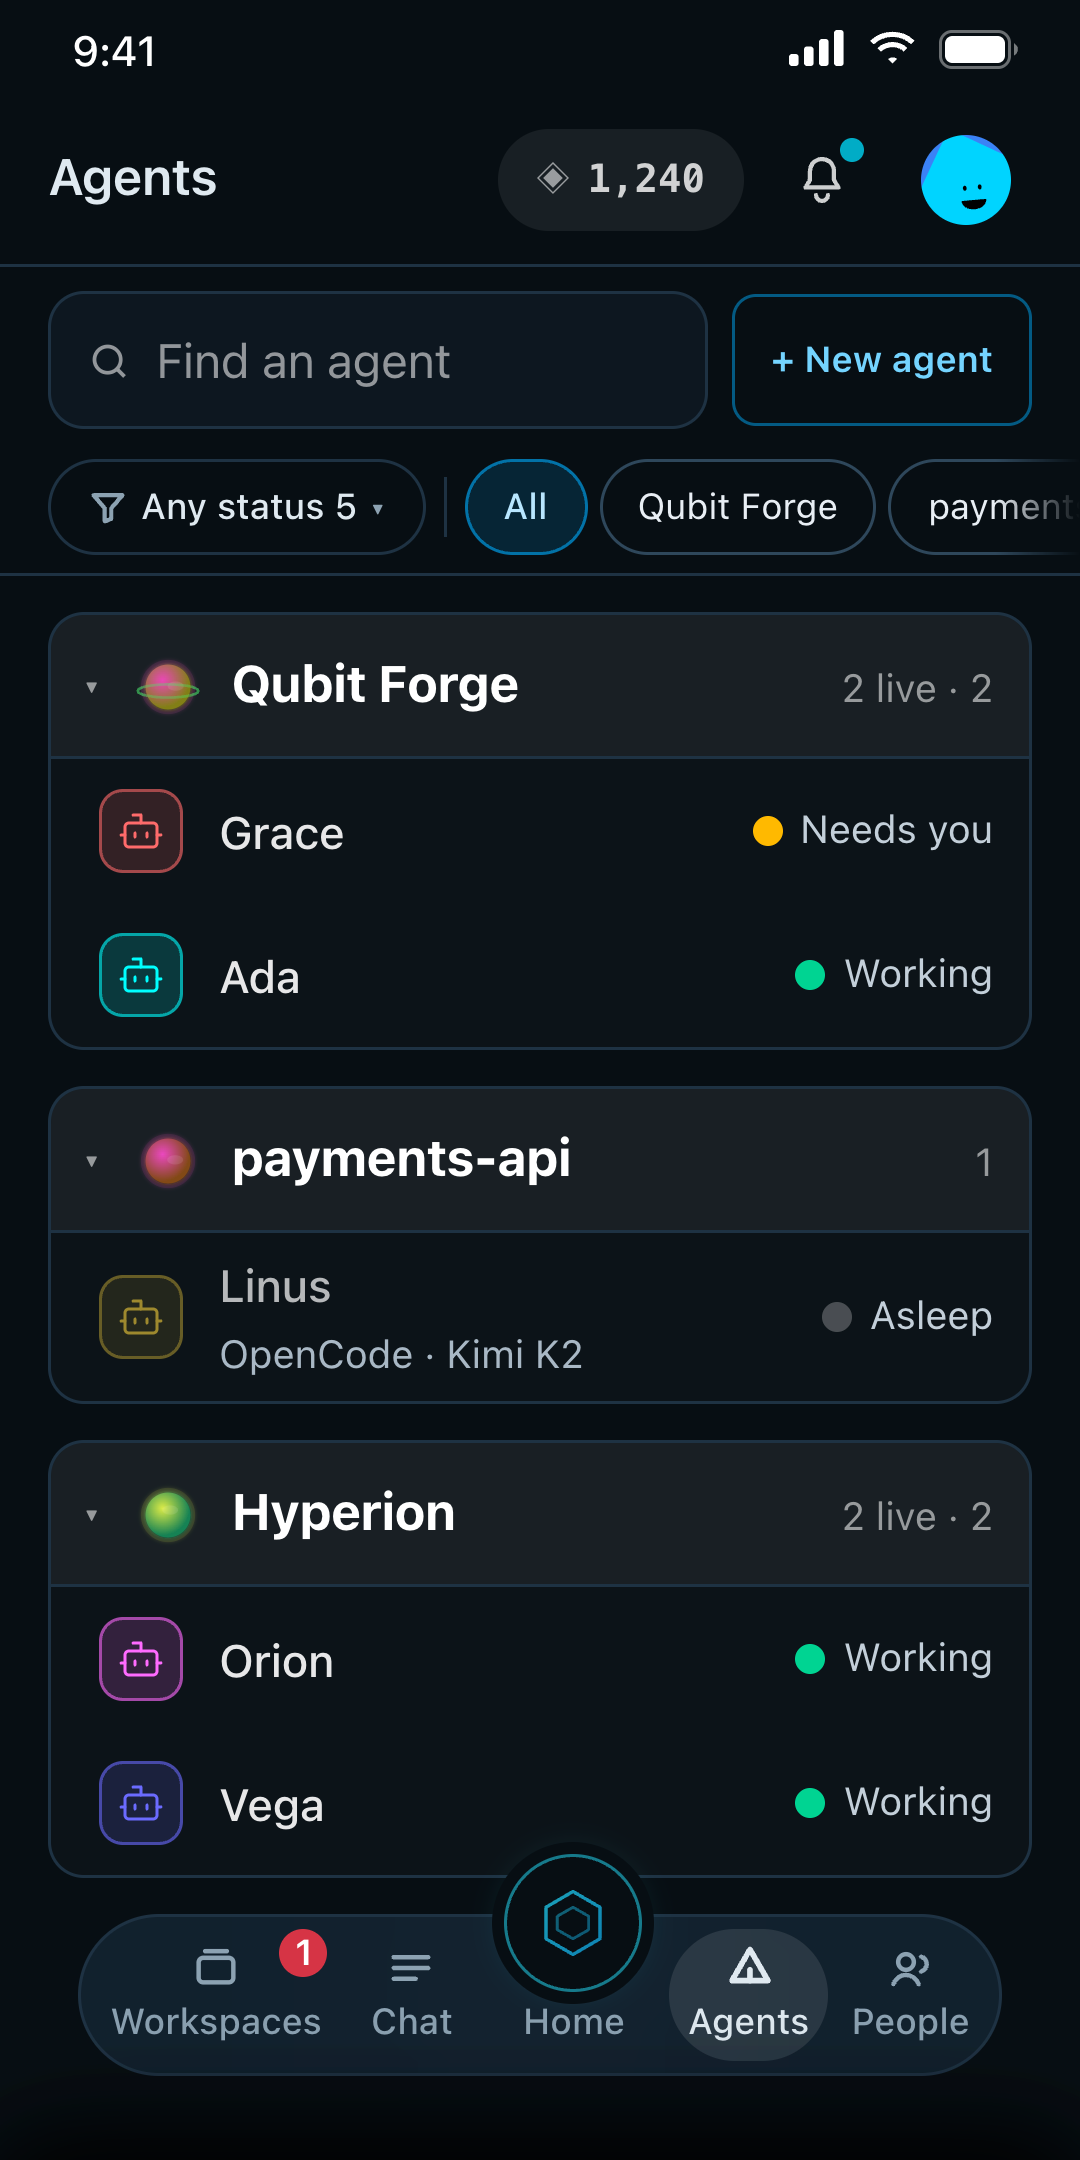 9:41
Agents
1,240
Find an agent
+ New agent
Any status 5
All
Qubit Forge
payment
Qubit Forge
2 live · 2
Grace
Needs you
Ada
Working
payments-api
1
Linus
OpenCode · Kimi K2
Asleep
Hyperion
2 live · 2
Orion
Working
Vega
Working
1
Workspaces
Chat
Home
Agents
People